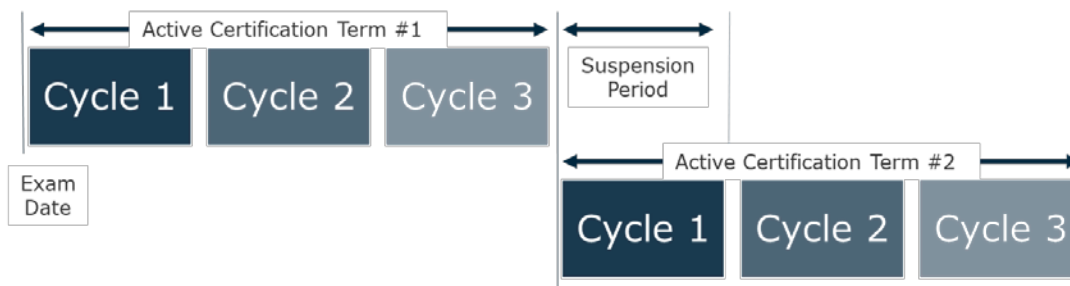 Active Certification Term #1
Cycle 1
Cycle 2
Cycle 3
Suspension
Period
Exam
Date
Active Certification Term #2
Cycle 1
Cycle 2
Cycle 3